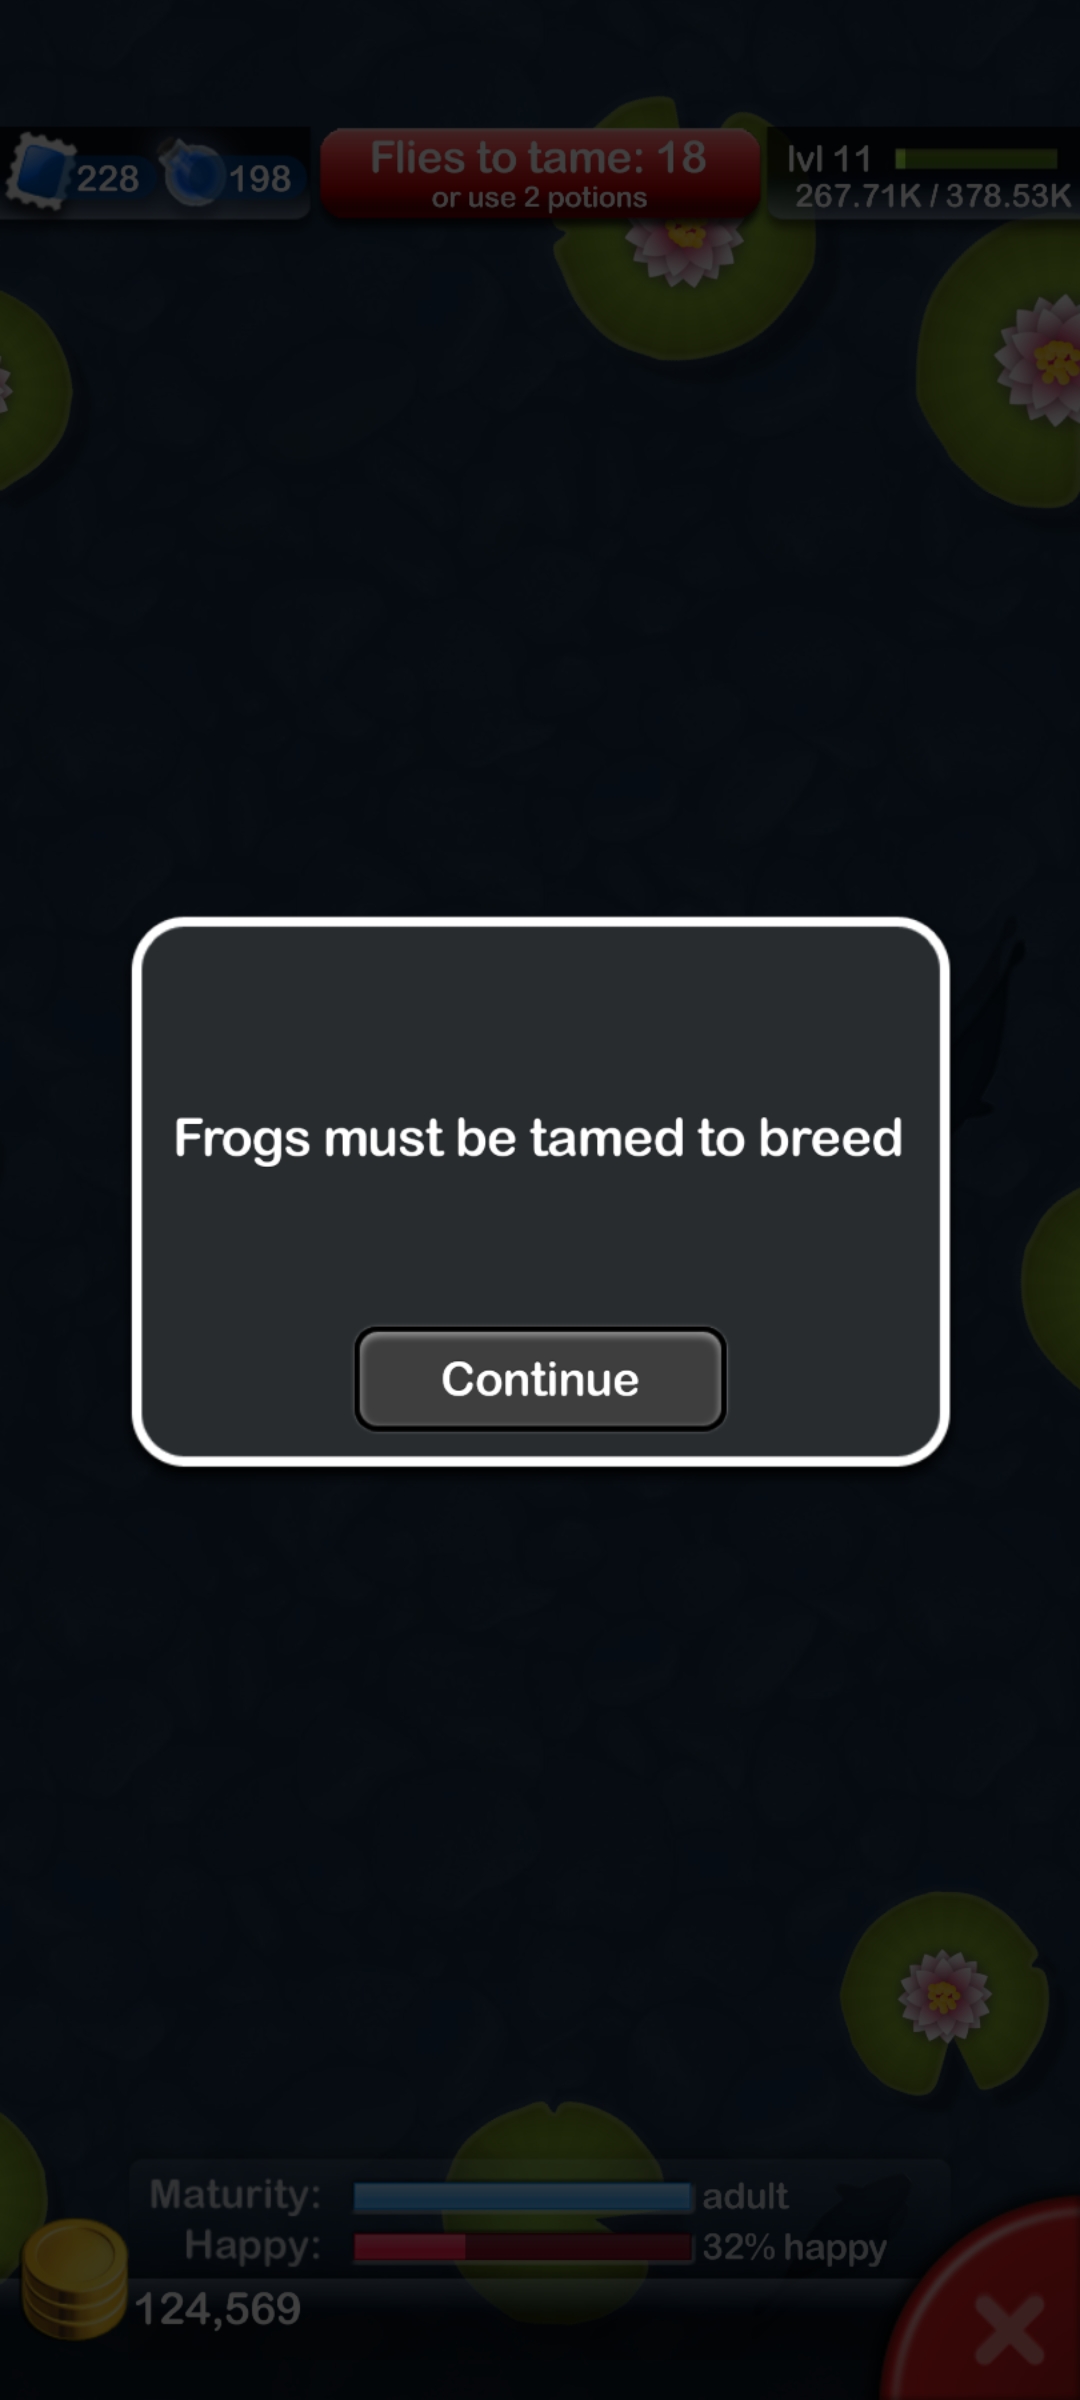 228
198
Flies to tame: 18
or use 2 potions
lvl 11
267.71K / 378.53K
Frogs must be tamed to breed
Continue
Maturity: adult
Happy: 32% happy
124,569